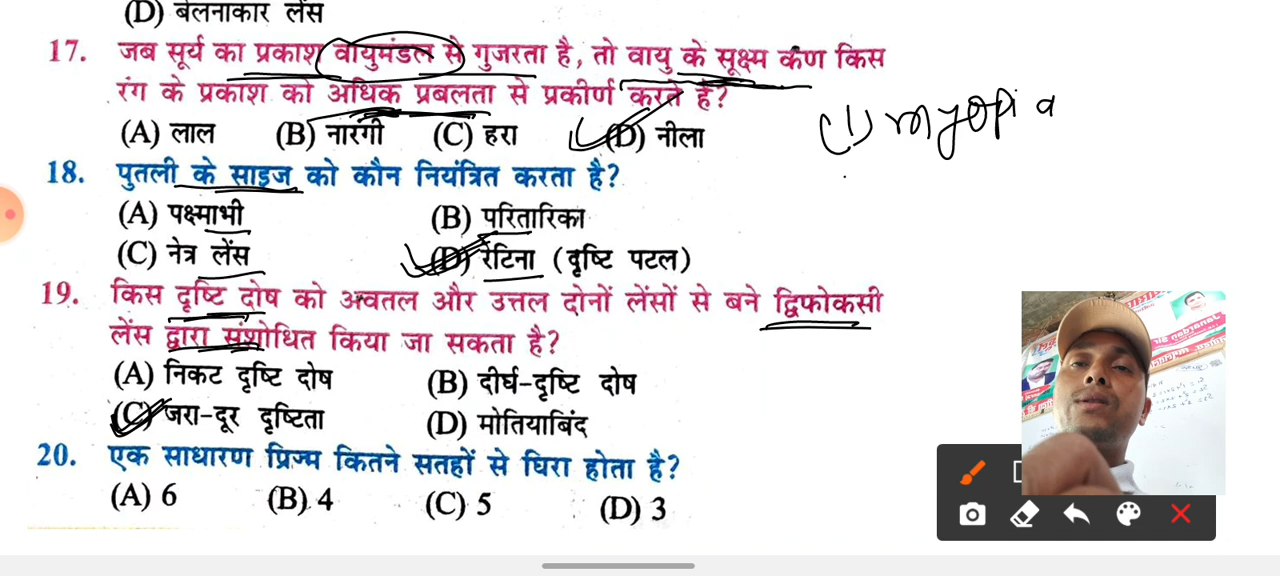 (D) बेलनाकार लेंस
17. जब सूर्य का प्रकाश वायुमंडल से गुजरता है, तो वायु के सूक्ष्म कण किस
रंग के प्रकाश को अधिक प्रबलता से प्रकीर्ण करते हैं?
(A) लाल (B) नारंगी (C) हरा (D) नीला
(1) myopia
18. पुतली के साइज को कौन नियंत्रित करता है?
(A) पक्ष्माभी (B) परितारिका
(C) नेत्र लेंस (D) रेटिना (दृष्टि पटल)
19. किस दृष्टि दोष को अवतल और उत्तल दोनों लेंसों से बने द्विफोकसी
लेंस द्वारा संशोधित किया जा सकता है?
(A) निकट दृष्टि दोष (B) दीर्घ-दृष्टि दोष
(C) जरा-दूर दृष्टिता (D) मोतियाबिंद
20. एक साधारण प्रिज्म कितने सतहों से घिरा होता है?
(A) 6 (B) 4 (C) 5 (D) 3